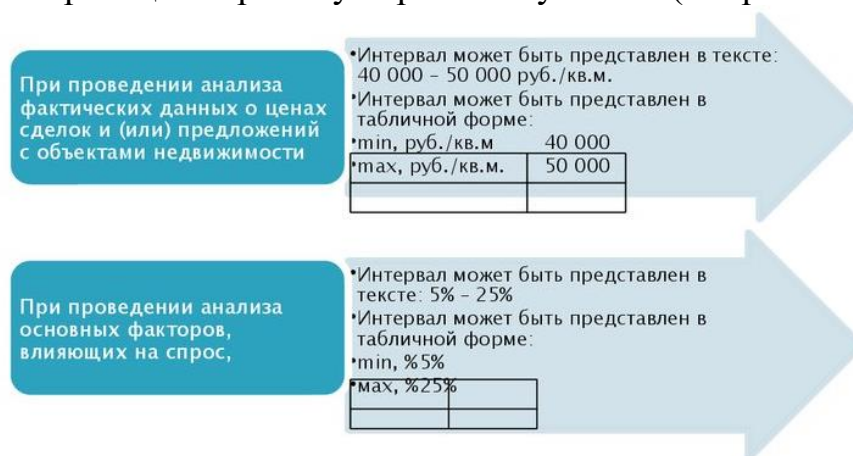 При проведении анализа
фактических данных о ценах
сделок и (или) предложений
с объектами недвижимости
•Интервал может быть представлен в тексте:
40 000 – 50 000 руб./кв.м.
•Интервал может быть представлен в
табличной форме:
•min, руб./кв.м 40 000
•max, руб./кв.м. 50 000
При проведении анализа
основных факторов,
влияющих на спрос,
•Интервал может быть представлен в
тексте: 5% – 25%
•Интервал может быть представлен в
табличной форме:
•min, %5%
•мах, %25%